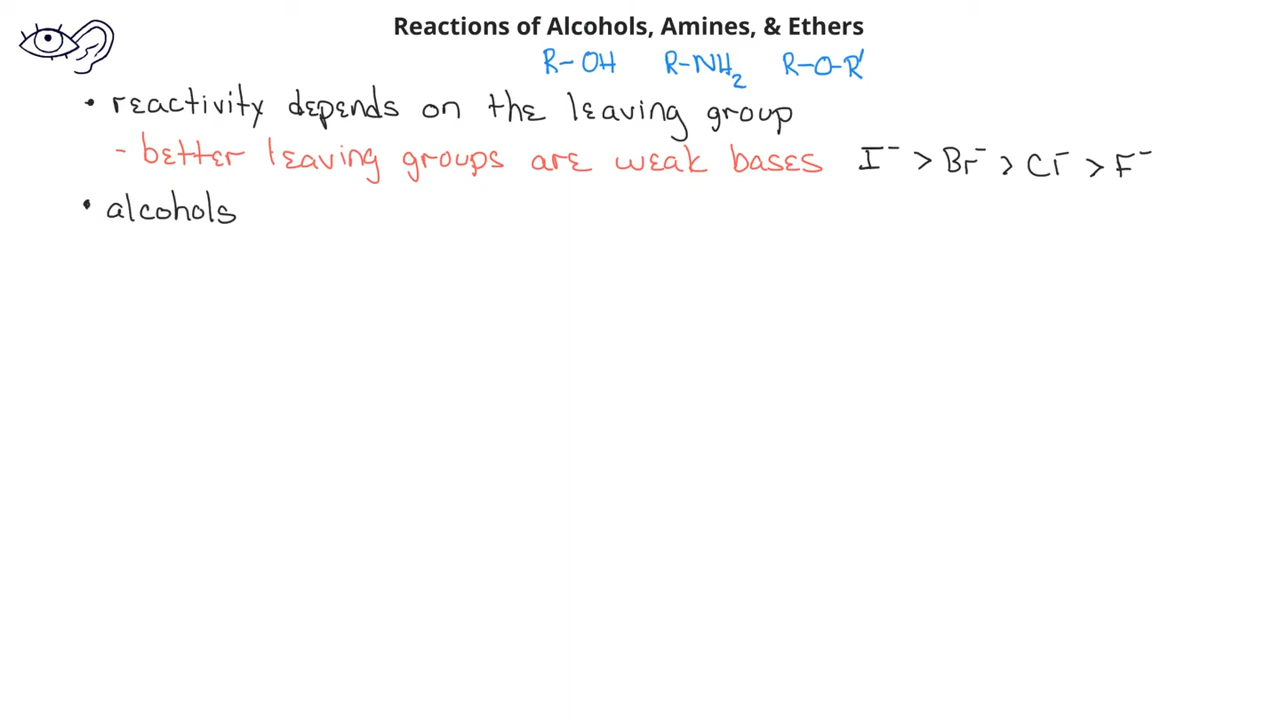 Reactions of Alcohols, Amines, & Ethers
R-OH R-NH₂ R-O-R'
• reactivity depends on the leaving group
- better leaving groups are weak bases I⁻ > Br⁻ > Cl⁻ > F⁻
• alcohols